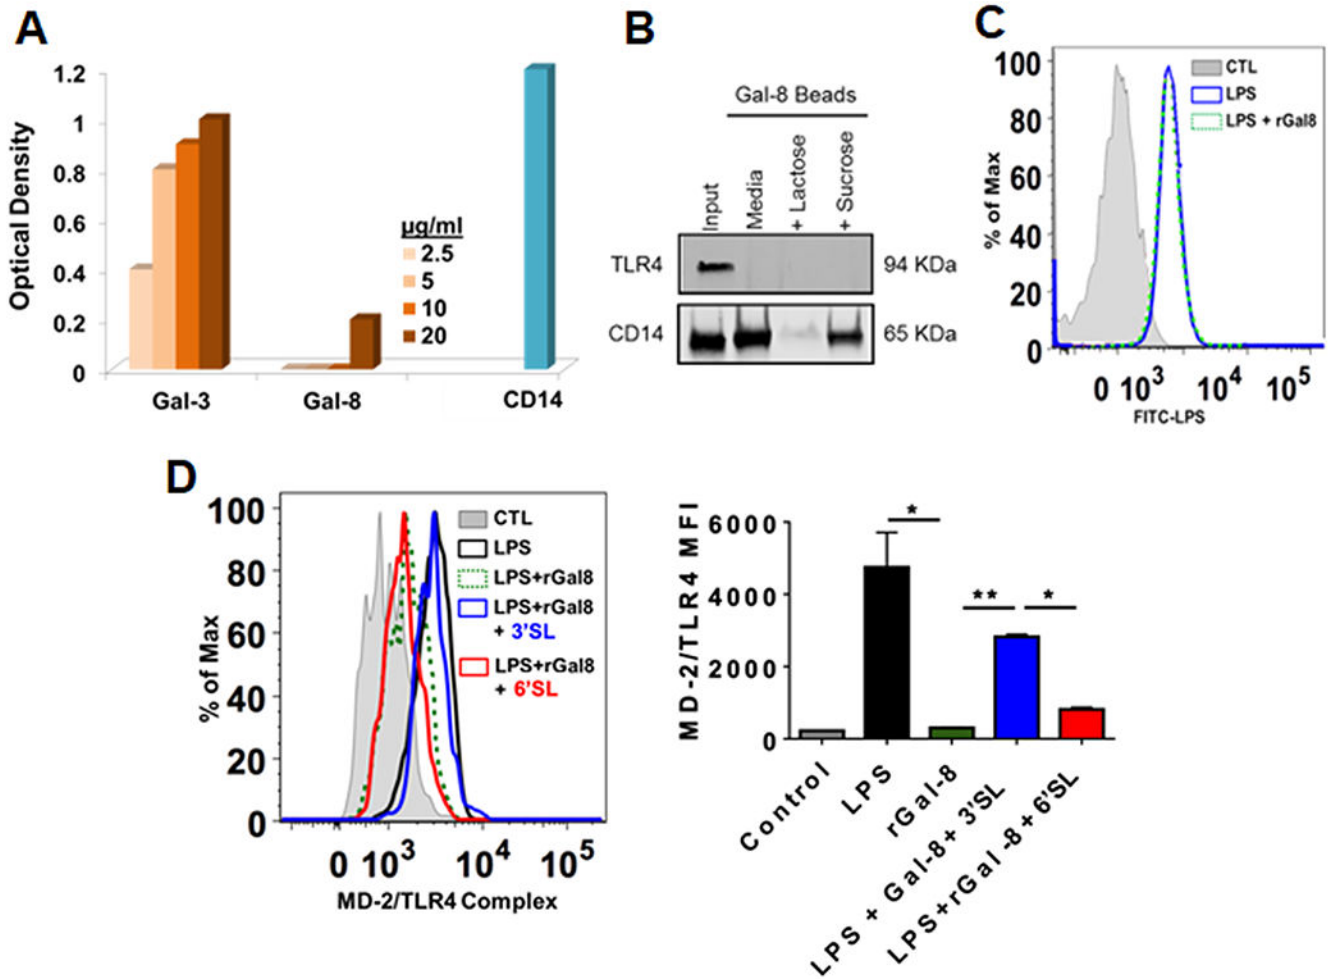 A
Optical Density
1.2
1
0.8
0.6
0.4
0.2
0
µg/ml
2.5
5
10
20
Gal-3
Gal-8
CD14
B
Gal-8 Beads
Input
Media
+ Lactose
+ Sucrose
TLR4
94 KDa
CD14
65 KDa
C
% of Max
100
80
60
40
20
0
CTL
LPS
LPS + rGal8
0 10³ 10⁴ 10⁵
FITC-LPS
D
% of Max
100
80
60
40
20
0
CTL
LPS
LPS+rGal8
LPS+rGal8
+ 3'SL
LPS+rGal8
+ 6'SL
0 10³ 10⁴ 10⁵
MD-2/TLR4 Complex
MD-2/TLR4 MFI
6000
4000
2000
0
*
** *
Control
LPS
rGal-8
LPS + Gal-8+ 3'SL
LPS+rGal -8+6'SL